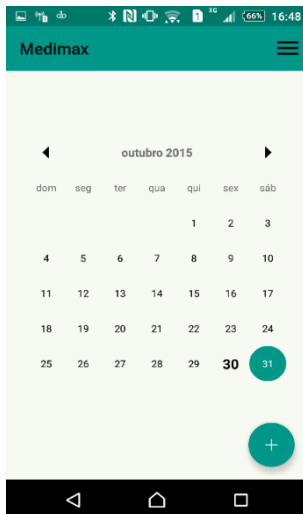 1 3G 66% 16:48
Medimax
outubro 2015
dom seg ter qua qui sex sáb
1 2 3
4 5 6 7 8 9 10
11 12 13 14 15 16 17
18 19 20 21 22 23 24
25 26 27 28 29 30 31
+